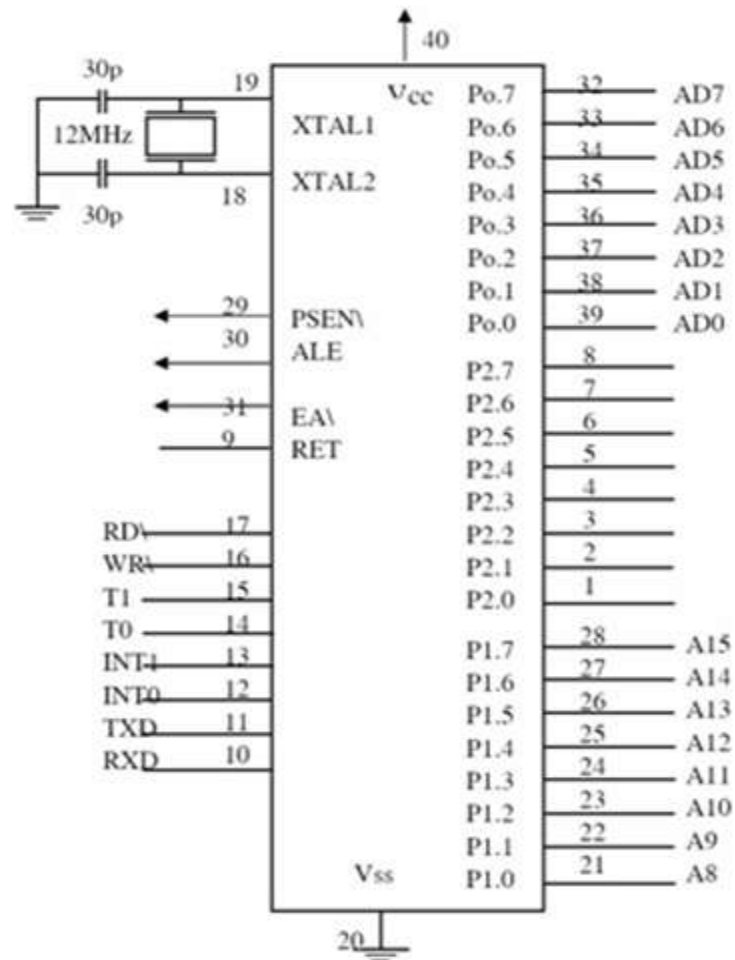 40
30p
19
Vcc
12MHz
XTAL1
XTAL2
18
30p
29
PSEN\
30
ALE
31
EA\
9
RET
RD\ 17
WR\ 16
T1 15
T0 14
INT1 13
INT0 12
TXD 11
RXD 10
Vss
20
Po.7 32 AD7
Po.6 33 AD6
Po.5 34 AD5
Po.4 35 AD4
Po.3 36 AD3
Po.2 37 AD2
Po.1 38 AD1
Po.0 39 AD0
P2.7 8
P2.6 7
P2.5 6
P2.4 5
P2.3 4
P2.2 3
P2.1 2
P2.0 1
P1.7 28 A15
P1.6 27 A14
P1.5 26 A13
P1.4 25 A12
P1.3 24 A11
P1.2 23 A10
P1.1 22 A9
P1.0 21 A8